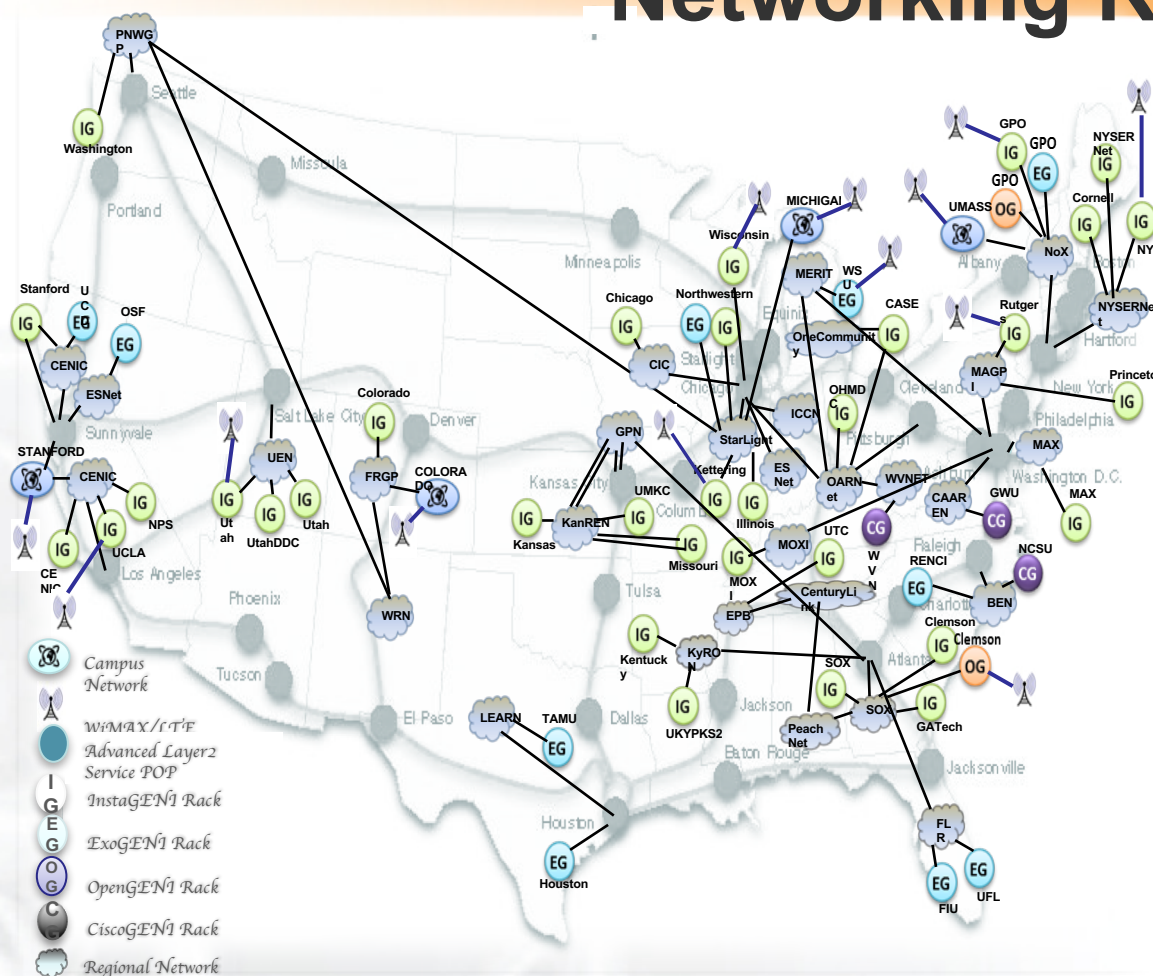 Networking R
PNWG
P
Seattle
IG
Washington
Portland
Missoula
Minneapolis
Stanford
IG
U
C
EG
OSF
EG
CENIC
ESNet
Sunnyvale
STANFORD
CENIC
IG
NPS
IG
UCLA
IG
CE
Los Angeles
Salt Lake City
UEN
IG
Ut
ah
IG
UtahDDC
IG
Utah
Colorado
IG
Denver
FRGP
COLORA
DO
WRN
Phoenix
Tucson
El Paso
Chicago
IG
CIC
Wisconsin
IG
Northwestern
EG
IG
Starlight
Chicago
Equinix
MICHIGAI
MERIT
WS
U
EG
OneCommunit
y
CASE
IG
Cleveland
ICCN
OHMD
C
IG
Pittsburgh
StarLight
Kettering
IG
ES
Net
IG
Illinois
OARN
et
WVNET
CG
W
V
N
GPN
Kansas City
UMKC
IG
IG
Kansas
KanREN
IG
Missouri
MOXI
IG
MOX
I
UTC
IG
CenturyLi
nk
EPB
Tulsa
IG
Kentuck
y
KyRO
N
IG
UKYPKS2
Dallas
Jackson
Baton Rouge
LEARN
TAMU
EG
Houston
EG
Houston
Peach
Net
SOX
IG
SOX
IG
GATech
Atlanta
Clemson
IG
Clemson
OG
Jacksonville
FL
R
EG
FIU
EG
UFL
RENCI
EG
Raleigh
NCSU
CG
BEN
Charlotte
CAAR
EN
GWU
CG
Washington D.C.
MAX
IG
MAX
Philadelphia
New York
MAGP
I
Rutger
s
IG
Princeto
IG
GPO
IG
GPO
EG
GPO
OG
UMASS
Albany
NoX
Boston
Hartford
NYSER
Net
IG
Cornell
IG
IG
NY
NYSERNe
t
Campus
Network
WiMAX/LTE
Advanced Layer2
Service POP
I
G
InstaGENI Rack
E
G
ExoGENI Rack
O
G
OpenGENI Rack
C
G
CiscoGENI Rack
Regional Network